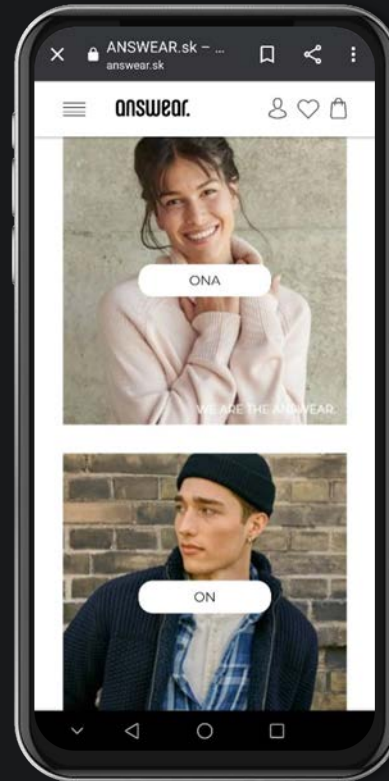 ANSWEAR.sk – ...
answear.sk
answear.
ONA
WE ARE THE ANSWEAR.
ON